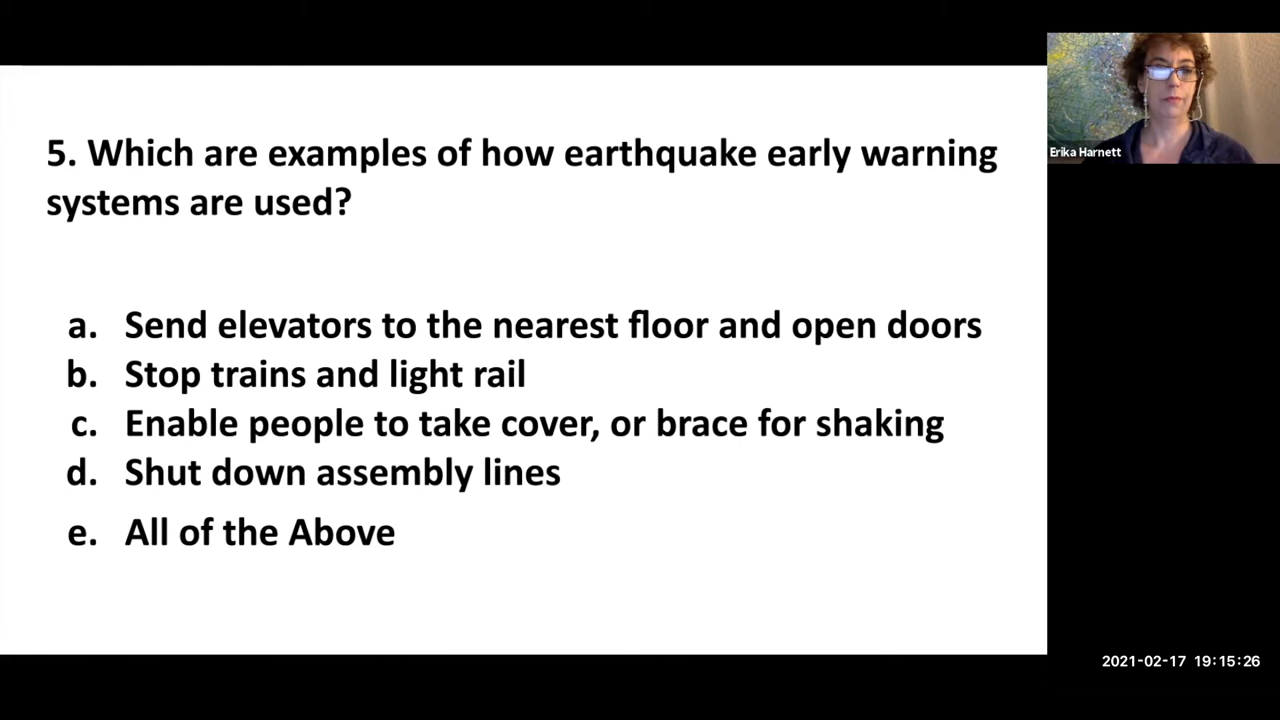 5. Which are examples of how earthquake early warning
systems are used?
a. Send elevators to the nearest floor and open doors
b. Stop trains and light rail
c. Enable people to take cover, or brace for shaking
d. Shut down assembly lines
e. All of the Above
Erika Harnett
2021-02-17 19:15:26